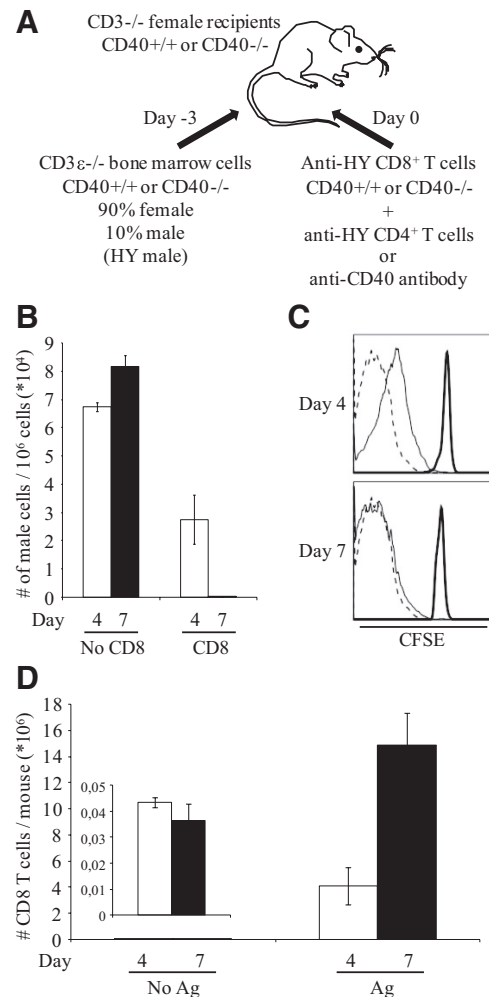 A
CD3-/- female recipients
CD40+/+ or CD40-/-
Day -3
Day 0
CD3ε-/- bone marrow cells
CD40+/+ or CD40-/-
90% female
10% male
(HY male)
Anti-HY CD8+ T cells
CD40+/+ or CD40-/-
+
anti-HY CD4+ T cells
or
anti-CD40 antibody
B
# of male cells / 10⁶ cells (*10⁴)
9
8
7
6
5
4
3
2
1
0
Day 4 7 4 7
No CD8 CD8
C
Day 4
Day 7
CFSE
D
# CD8 T cells / mouse (*10⁶)
18
16
14
12
10
8
6
4
2
0
0,05
0,04
0,03
0,02
0,01
0
Day 4 7 4 7
No Ag Ag